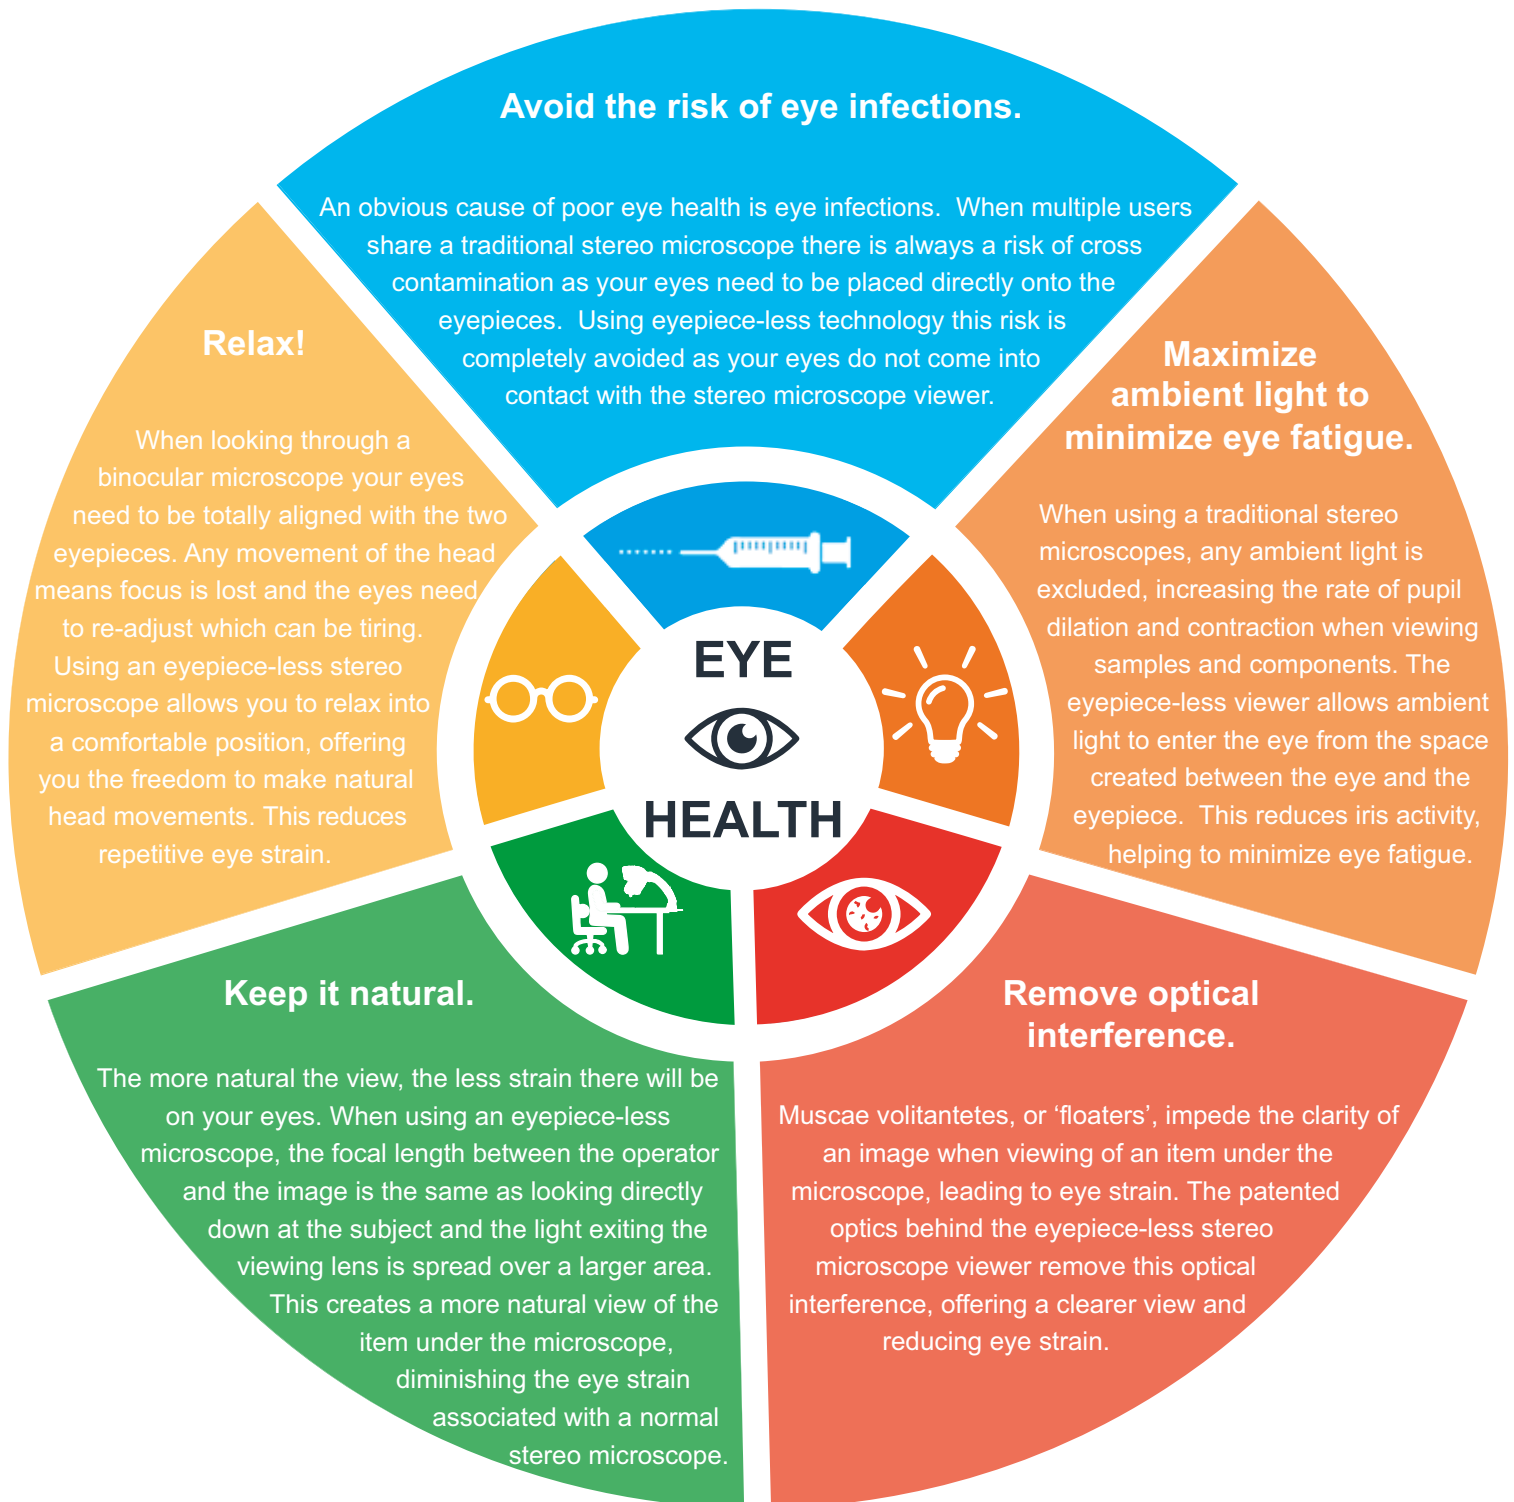 Avoid the risk of eye infections.
An obvious cause of poor eye health is eye infections.  When multiple users
share a traditional stereo microscope there is always a risk of cross
contamination as your eyes need to be placed directly onto the
eyepieces.  Using eyepiece-less technology this risk is
completely avoided as your eyes do not come into
contact with the stereo microscope viewer.
Maximize
ambient light to
minimize eye fatigue.
When using a traditional stereo
microscopes, any ambient light is
excluded, increasing the rate of pupil
dilation and contraction when viewing
samples and components. The
eyepiece-less viewer allows ambient
light to enter the eye from the space
created between the eye and the
eyepiece.  This reduces iris activity,
helping to minimize eye fatigue.
Remove optical
interference.
Muscae volitantetes, or ‘floaters’, impede the clarity of
an image when viewing of an item under the
microscope, leading to eye strain. The patented
optics behind the eyepiece-less stereo
microscope viewer remove this optical
interference, offering a clearer view and
reducing eye strain.
Keep it natural.
The more natural the view, the less strain there will be
on your eyes. When using an eyepiece-less
microscope, the focal length between the operator
and the image is the same as looking directly
down at the subject and the light exiting the
viewing lens is spread over a larger area.
This creates a more natural view of the
item under the microscope,
diminishing the eye strain
associated with a normal
stereo microscope.
Relax!
When looking through a
binocular microscope your eyes
need to be totally aligned with the two
eyepieces. Any movement of the head
means focus is lost and the eyes need
to re-adjust which can be tiring.
Using an eyepiece-less stereo
microscope allows you to relax into
a comfortable position, offering
you the freedom to make natural
head movements. This reduces
repetitive eye strain.
EYE
HEALTH